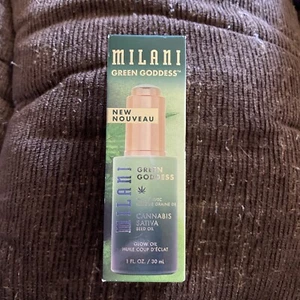 MILANI
GREEN GODDESS™
NEW
NOUVEAU
MILANI
GREEN
GODDESS
CANNABIS
SATIVA
SEED OIL
GLOW OIL
HUILE COUP D'ÉCLAT
1 FL. OZ. / 30 mL